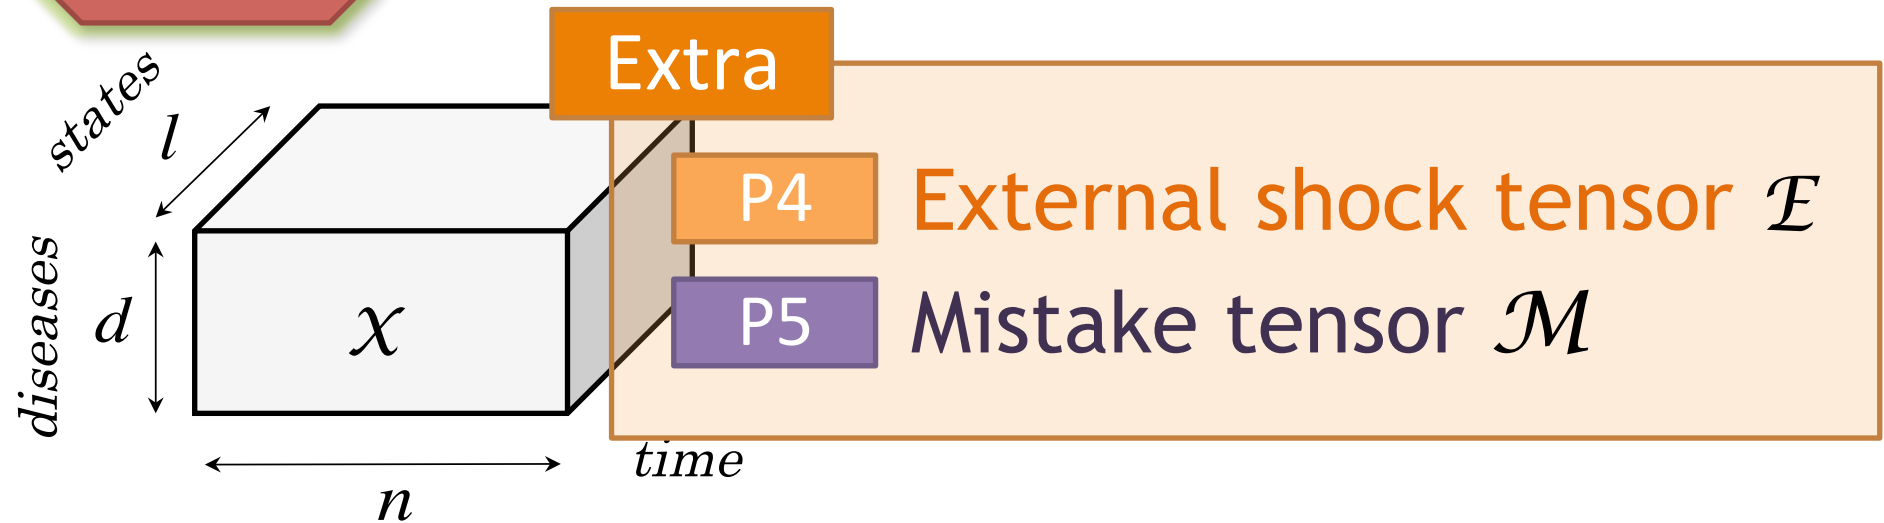 Extra
states
l
P4 External shock tensor ℰ
diseases
d
𝒳
P5 Mistake tensor ℳ
time
n